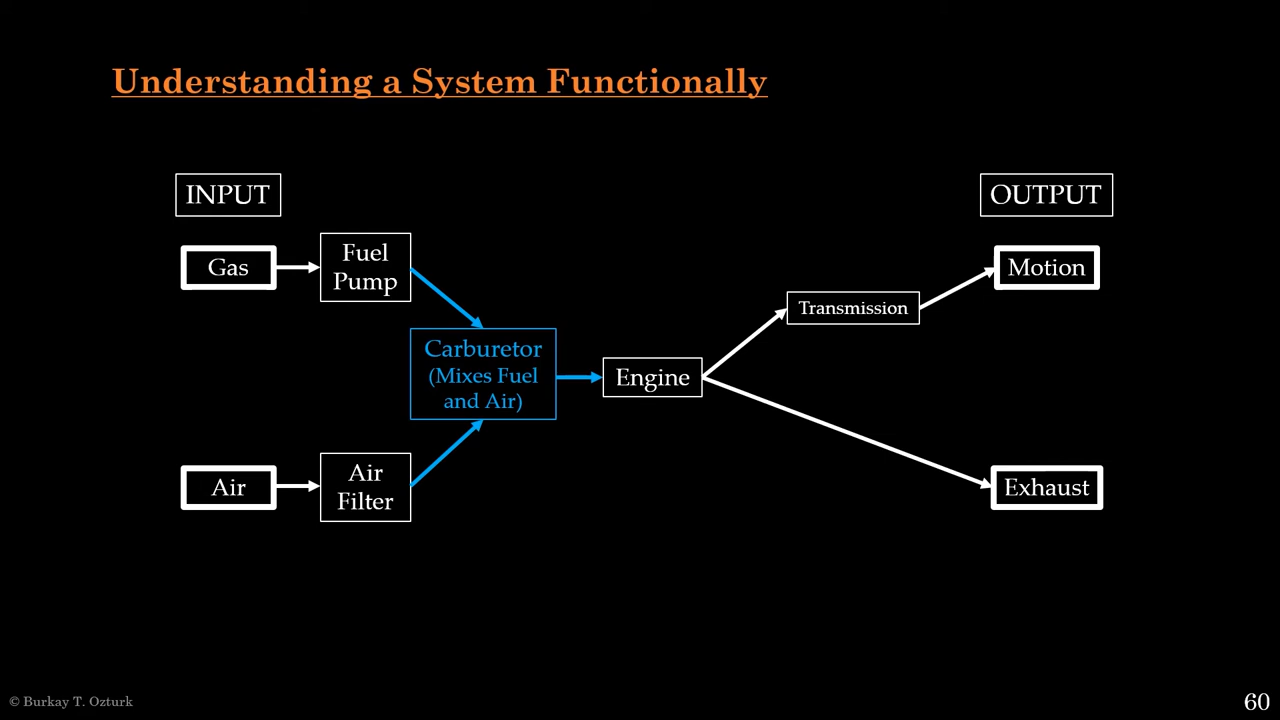 Understanding a System Functionally
INPUT
OUTPUT
Gas
Fuel
Pump
Motion
Transmission
Carburetor
(Mixes Fuel
and Air)
Engine
Air
Air
Filter
Exhaust
© Burkay T. Ozturk
60